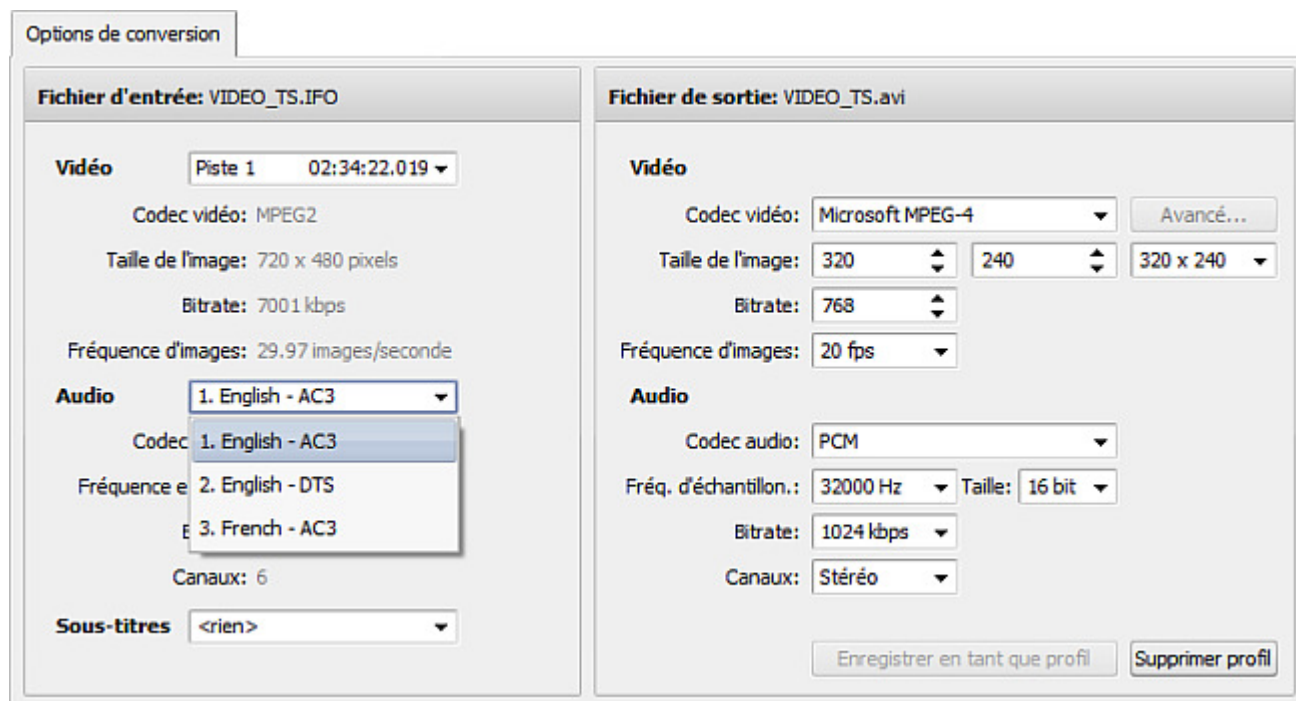 Options de conversion
Fichier d'entrée: VIDEO_TS.IFO
Vidéo Piste 1 02:34:22.019
Codec vidéo: MPEG2
Taille de l'image: 720 x 480 pixels
Bitrate: 7001 kbps
Fréquence d'images: 29.97 images/seconde
Audio 1. English - AC3
Codec 1. English - AC3
Fréquence e 2. English - DTS
3. French - AC3
Canaux: 6
Sous-titres <rien>
Fichier de sortie: VIDEO_TS.avi
Vidéo
Codec vidéo: Microsoft MPEG-4 Avancé...
Taille de l'image: 320 240 320 x 240
Bitrate: 768
Fréquence d'images: 20 fps
Audio
Codec audio: PCM
Fréq. d'échantillon.: 32000 Hz Taille: 16 bit
Bitrate: 1024 kbps
Canaux: Stéréo
Enregistrer en tant que profil Supprimer profil